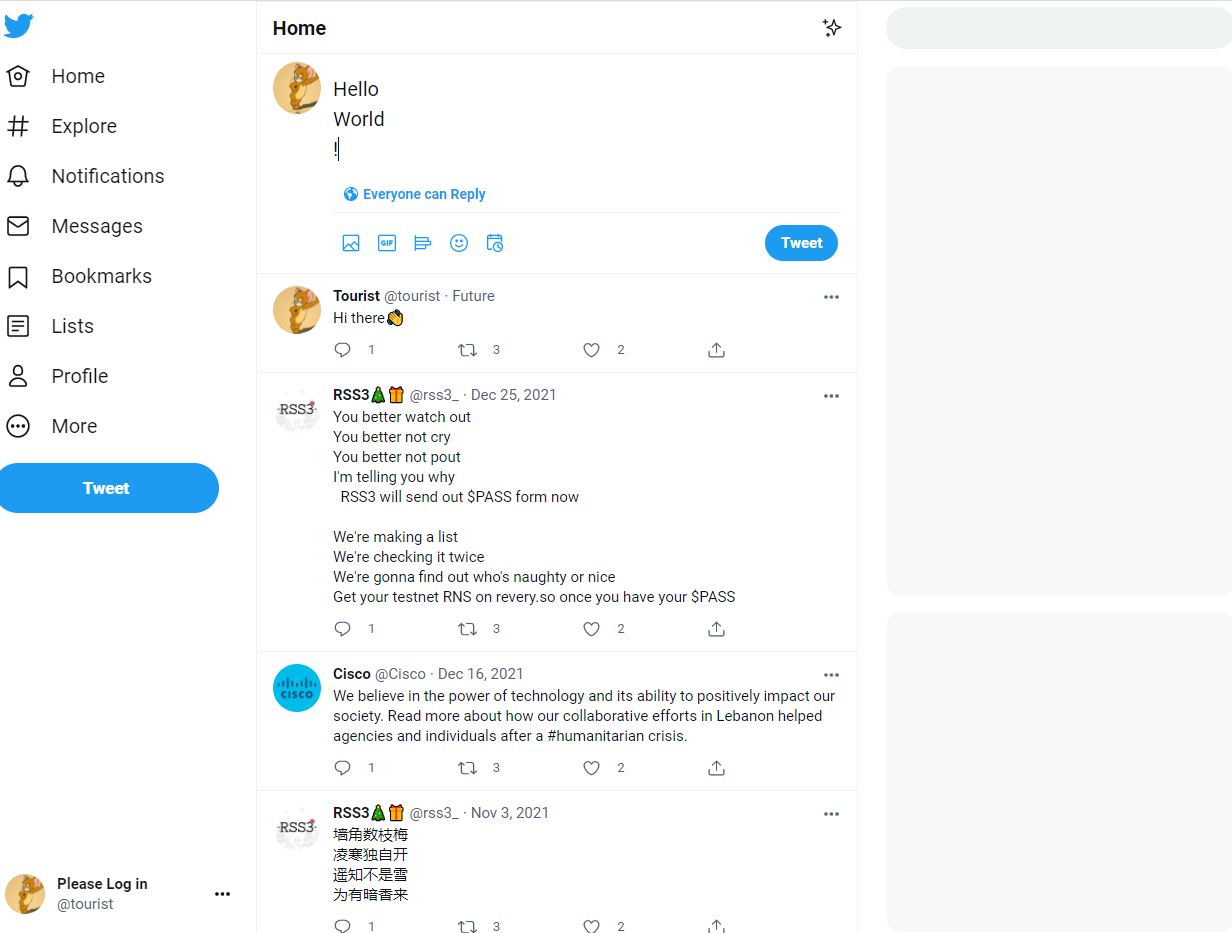 Home
Explore
Notifications
Messages
Bookmarks
Lists
Profile
More
Tweet
Please Log in
@tourist
Home
Hello
World
!
Everyone can Reply
GIF
Tweet
Tourist @tourist · Future
Hi there👏
1 3 2
RSS3
RSS3🎄🎁 @rss3_ · Dec 25, 2021
You better watch out
You better not cry
You better not pout
I'm telling you why
RSS3 will send out $PASS form now
We're making a list
We're checking it twice
We're gonna find out who's naughty or nice
Get your testnet RNS on revery.so once you have your $PASS
1 3 2
CISCO
Cisco @Cisco · Dec 16, 2021
We believe in the power of technology and its ability to positively impact our
society. Read more about how our collaborative efforts in Lebanon helped
agencies and individuals after a #humanitarian crisis.
1 3 2
RSS3
RSS3🎄🎁 @rss3_ · Nov 3, 2021
墙角数枝梅
凌寒独自开
遥知不是雪
为有暗香来
1 3 2